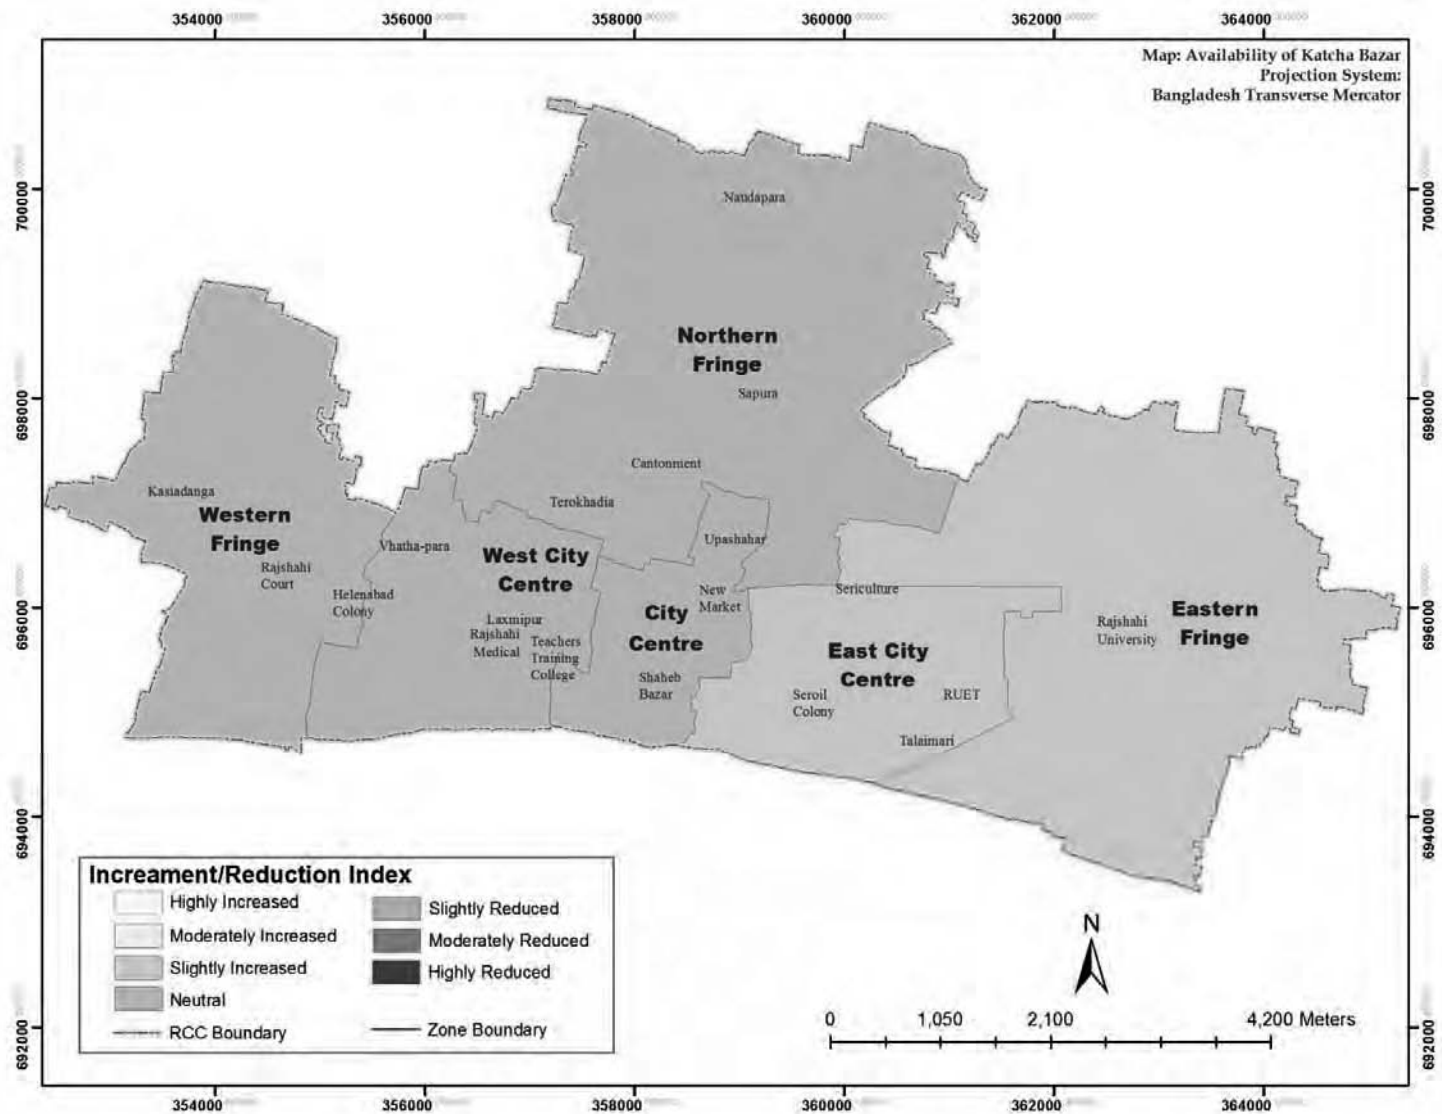 354000 356000 358000 360000 362000 364000
Map: Availability of Katcha Bazar
Projection System:
Bangladesh Transverse Mercator
700000
700000
Naudapara
Northern
Fringe
Sapura
698000
698000
Cantonment
Kasiadanga
Terokhadia
Western
Fringe
Upashahar
Vhatha-para
West City
Centre
Rajshahi
Court
Helenabad
Colony
New
Market
Sericulture
696000
696000
City
Centre
Eastern
Fringe
Laxmipur
Rajshahi
Medical
Teachers
Training
College
Rajshahi
University
East City
Centre
Shaheb
Bazar
Seroil
Colony
RUET
Talaimari
694000
694000
Increament/Reduction Index
Highly Increased
Moderately Increased
Slightly Increased
Neutral
RCC Boundary
Slightly Reduced
Moderately Reduced
Highly Reduced
Zone Boundary
N
0 1,050 2,100 4,200 Meters
692000
692000
354000 356000 358000 360000 362000 364000